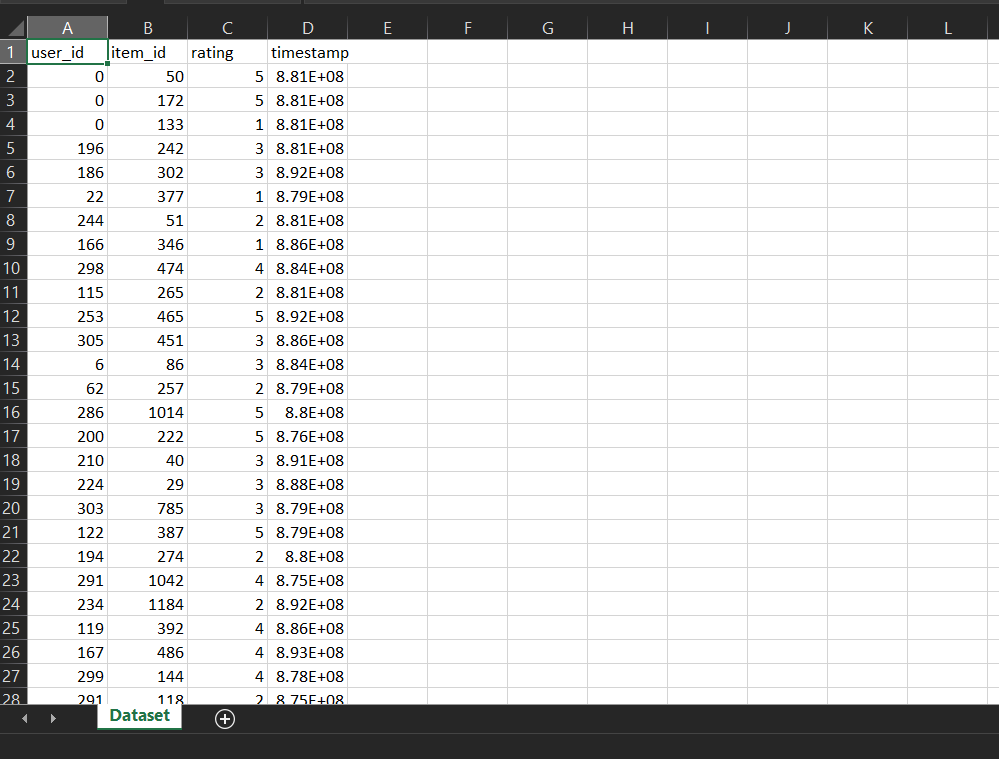 A B C D E F G H I J K L
1 user_id item_id rating timestamp
2 0 50 5 8.81E+08
3 0 172 5 8.81E+08
4 0 133 1 8.81E+08
5 196 242 3 8.81E+08
6 186 302 3 8.92E+08
7 22 377 1 8.79E+08
8 244 51 2 8.81E+08
9 166 346 1 8.86E+08
10 298 474 4 8.84E+08
11 115 265 2 8.81E+08
12 253 465 5 8.92E+08
13 305 451 3 8.86E+08
14 6 86 3 8.84E+08
15 62 257 2 8.79E+08
16 286 1014 5 8.8E+08
17 200 222 5 8.76E+08
18 210 40 3 8.91E+08
19 224 29 3 8.88E+08
20 303 785 3 8.79E+08
21 122 387 5 8.79E+08
22 194 274 2 8.8E+08
23 291 1042 4 8.75E+08
24 234 1184 2 8.92E+08
25 119 392 4 8.86E+08
26 167 486 4 8.93E+08
27 299 144 4 8.78E+08
28 291 118 2 8.75E+08
Dataset